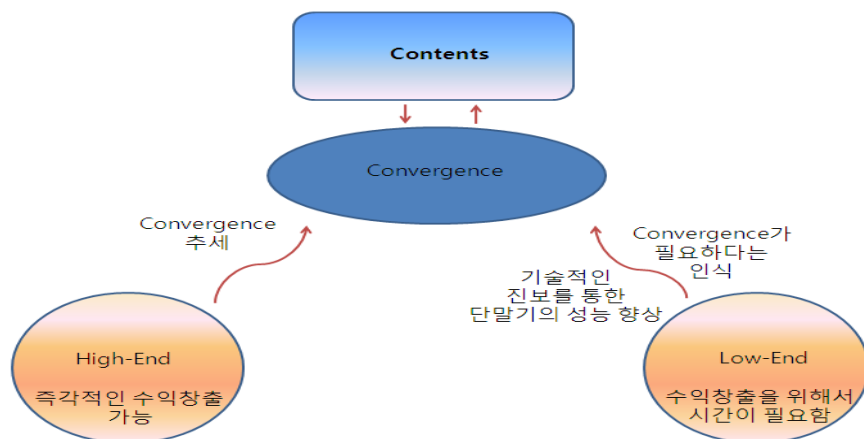 Contents
Convergence
Convergence
추세
Convergence가
필요하다는
인식
기술적인
진보를 통한
단말기의 성능 향상
High-End
즉각적인 수익창출
가능
Low-End
수익창출을 위해서
시간이 필요함